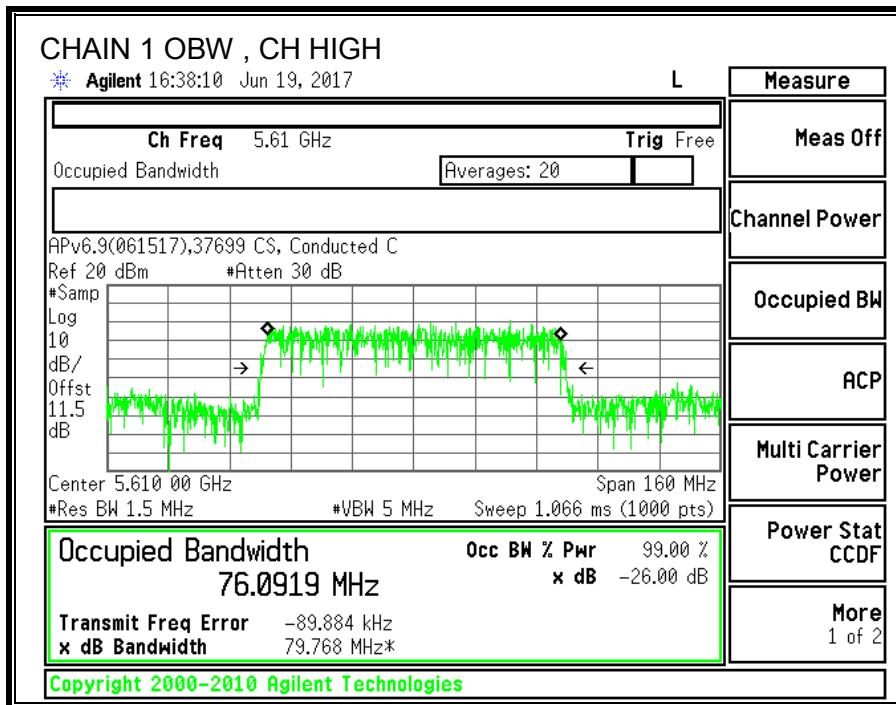 CHAIN 1 OBW , CH HIGH
Agilent 16:38:10 Jun 19, 2017 L
Measure
Ch Freq 5.61 GHz Trig Free
Meas Off
Occupied Bandwidth Averages: 20
Channel Power
APv6.9(061517),37699 CS, Conducted C
Ref 20 dBm #Atten 30 dB
#Samp
Log
10
dB/
Offst
11.5
dB
Occupied BW
ACP
Multi Carrier
Power
Center 5.610 00 GHz Span 160 MHz
#Res BW 1.5 MHz #VBW 5 MHz Sweep 1.066 ms (1000 pts)
Power Stat
CCDF
Occupied Bandwidth Occ BW % Pwr 99.00 %
76.0919 MHz x dB -26.00 dB
Transmit Freq Error -89.884 kHz
x dB Bandwidth 79.768 MHz*
More
1 of 2
Copyright 2000-2010 Agilent Technologies